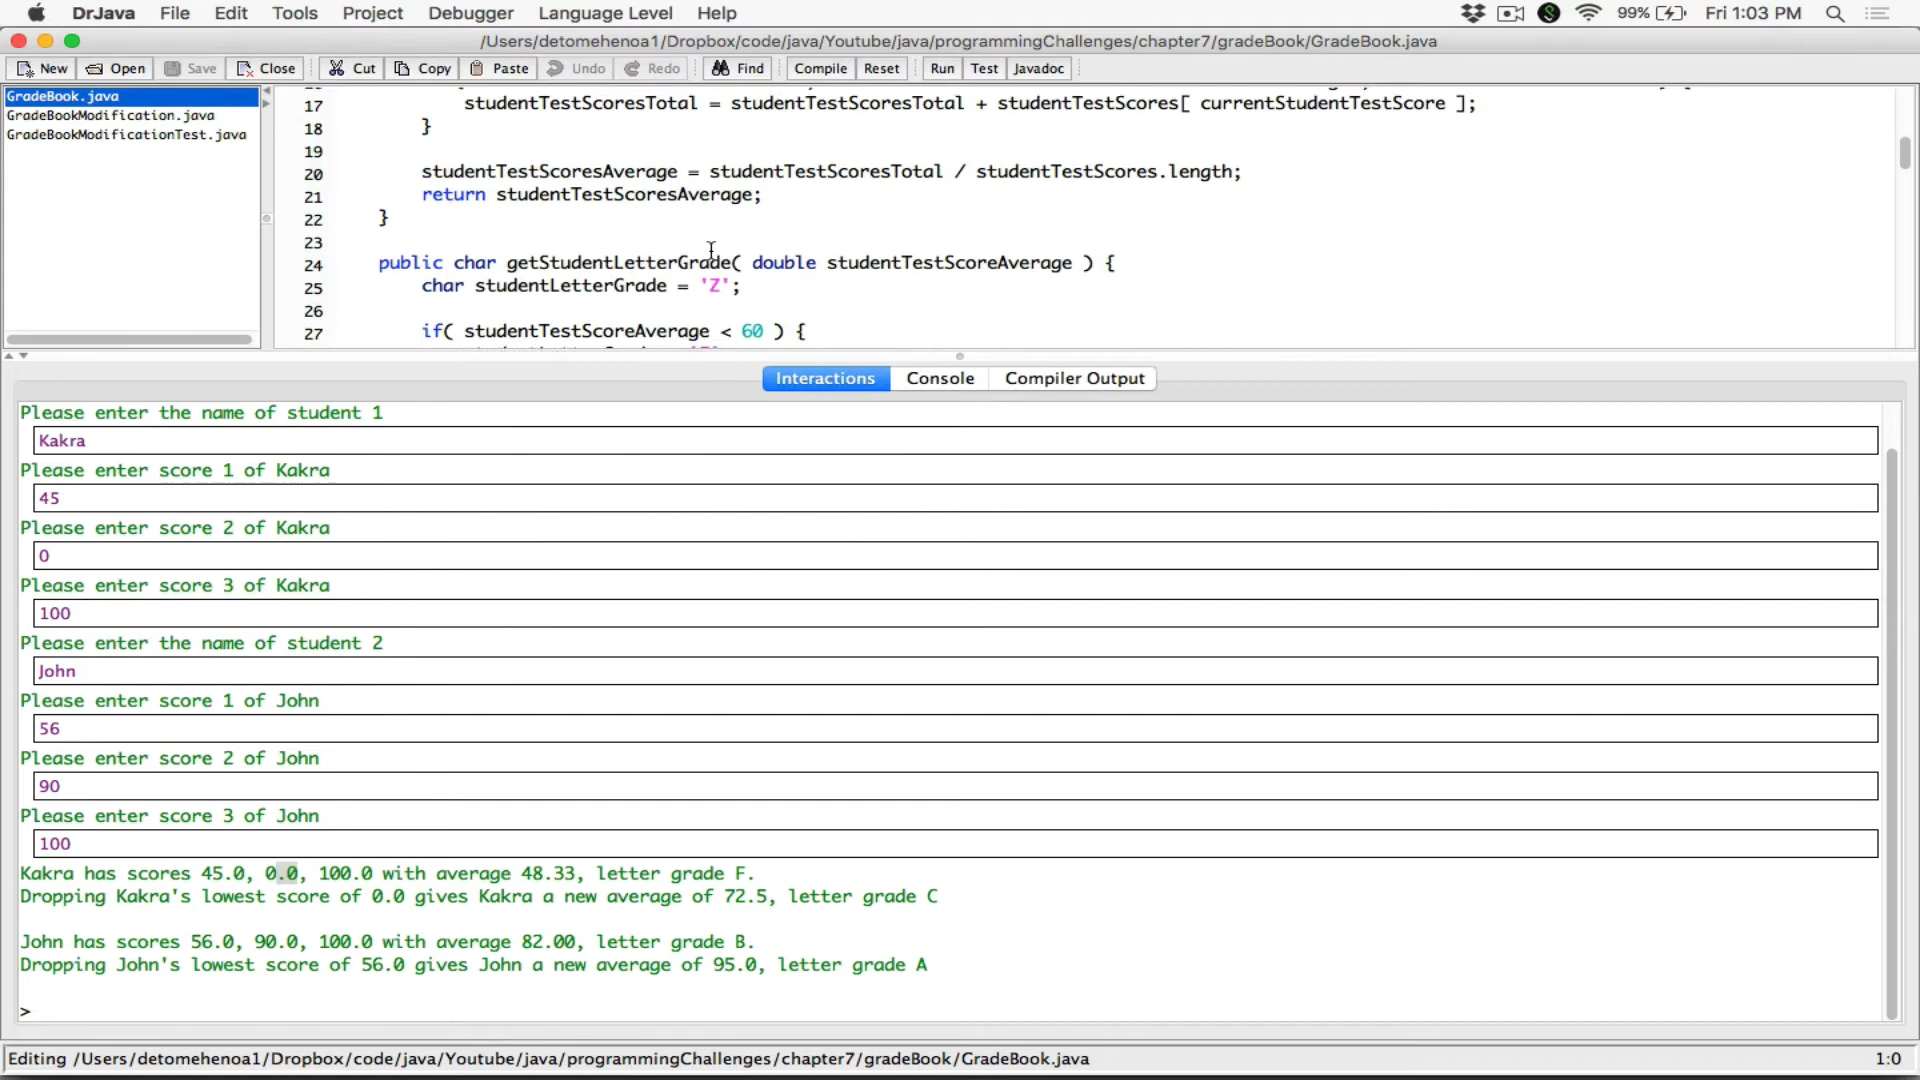 DrJava File Edit Tools Project Debugger Language Level Help 99% Fri 1:03 PM
/Users/detomehenoa1/Dropbox/code/java/Youtube/java/programmingChallenges/chapter7/gradeBook/GradeBook.java
New Open Save Close Cut Copy Paste Undo Redo Find Compile Reset Run Test Javadoc
GradeBook.java
GradeBookModification.java
GradeBookModificationTest.java
17 studentTestScoresTotal = studentTestScoresTotal + studentTestScores[ currentStudentTestScore ];
18 }
19
20 studentTestScoresAverage = studentTestScoresTotal / studentTestScores.length;
21 return studentTestScoresAverage;
22 }
23
24 public char getStudentLetterGrade( double studentTestScoreAverage ) {
25 char studentLetterGrade = 'Z';
26
27 if( studentTestScoreAverage < 60 ) {
Interactions Console Compiler Output
Please enter the name of student 1
Kakra
Please enter score 1 of Kakra
45
Please enter score 2 of Kakra
0
Please enter score 3 of Kakra
100
Please enter the name of student 2
John
Please enter score 1 of John
56
Please enter score 2 of John
90
Please enter score 3 of John
100
Kakra has scores 45.0, 0.0, 100.0 with average 48.33, letter grade F.
Dropping Kakra's lowest score of 0.0 gives Kakra a new average of 72.5, letter grade C
John has scores 56.0, 90.0, 100.0 with average 82.00, letter grade B.
Dropping John's lowest score of 56.0 gives John a new average of 95.0, letter grade A
>
Editing /Users/detomehenoa1/Dropbox/code/java/Youtube/java/programmingChallenges/chapter7/gradeBook/GradeBook.java 1:0